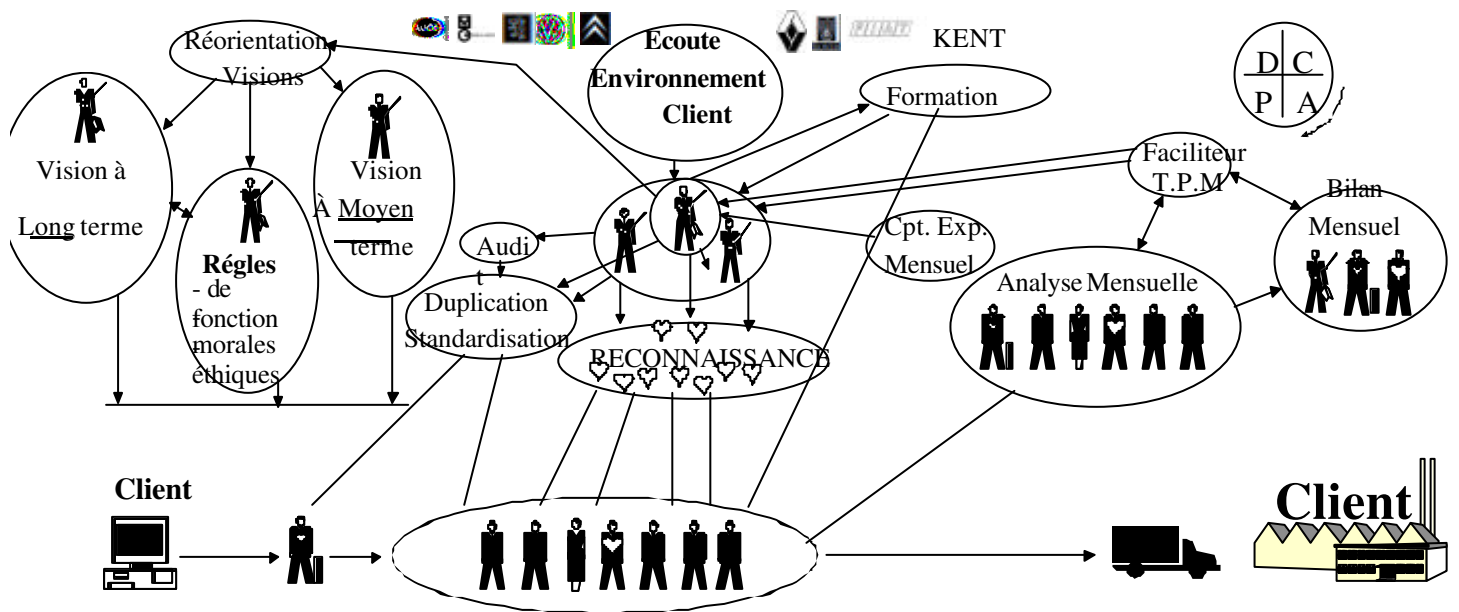 Réorientation
Visions
Ecoute
Environnement
Client
KENT
Formation
D C
P A
Vision à
Long terme
Régles
- de
fonction
- morales
- éthiques
Vision
À Moyen
terme
Audi
t
Duplication
Standardisation
RECONNAISSANCE
Cpt. Exp.
Mensuel
Faciliteur
T.P.M
Bilan
Mensuel
Analyse Mensuelle
Client
Client
FIAT